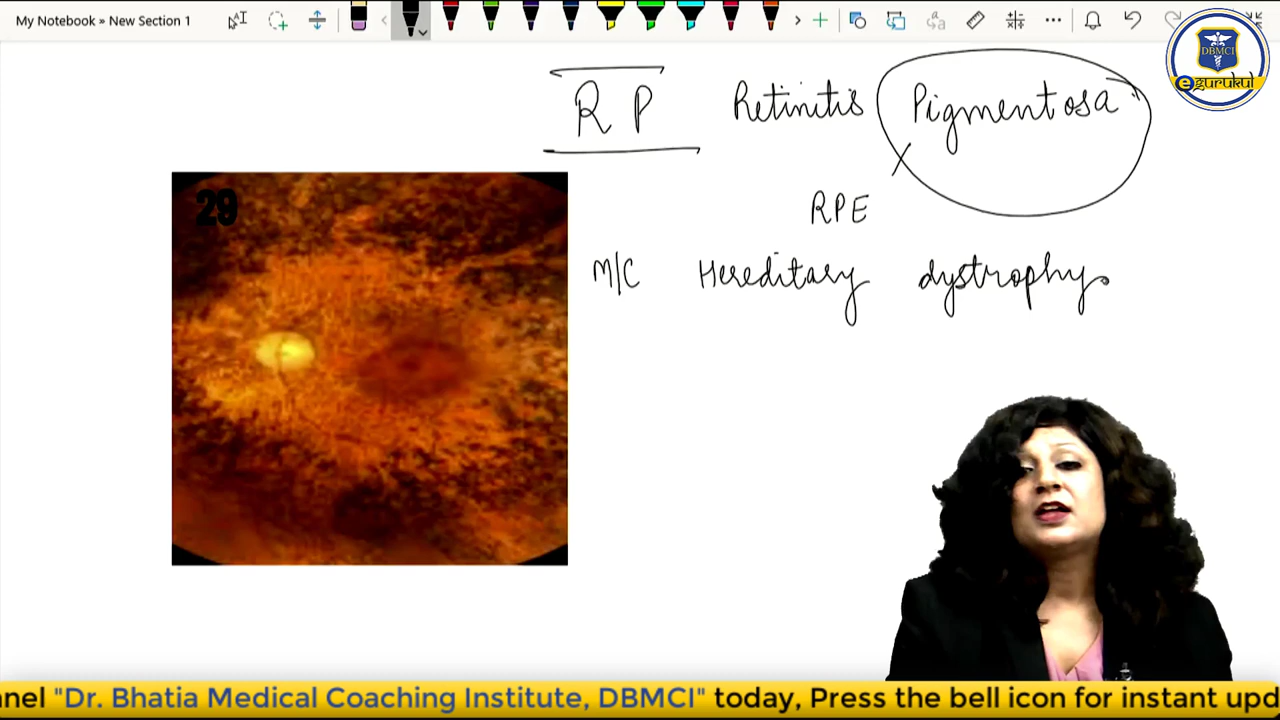 My Notebook » New Section 1
DBMCI
egurukul
RP Retinitis Pigmentosa
29
RPE
M/C Hereditary dystrophy
nnel "Dr. Bhatia Medical Coaching Institute, DBMCI" today, Press the bell icon for instant upd